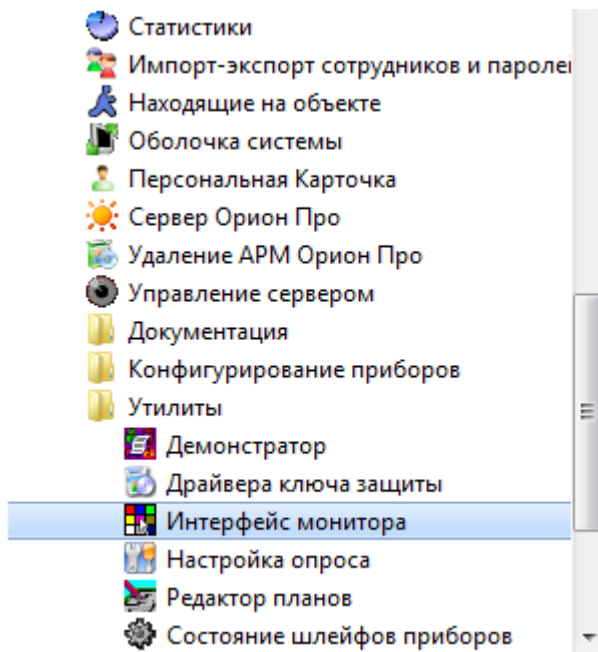 Статистики
Импорт-экспорт сотрудников и пароле
Находящие на объекте
Оболочка системы
Персональная Карточка
Сервер Орион Про
Удаление АРМ Орион Про
Управление сервером
Документация
Конфигурирование приборов
Утилиты
Демонстратор
Драйвера ключа защиты
Интерфейс монитора
Настройка опроса
Редактор планов
Состояние шлейфов приборов